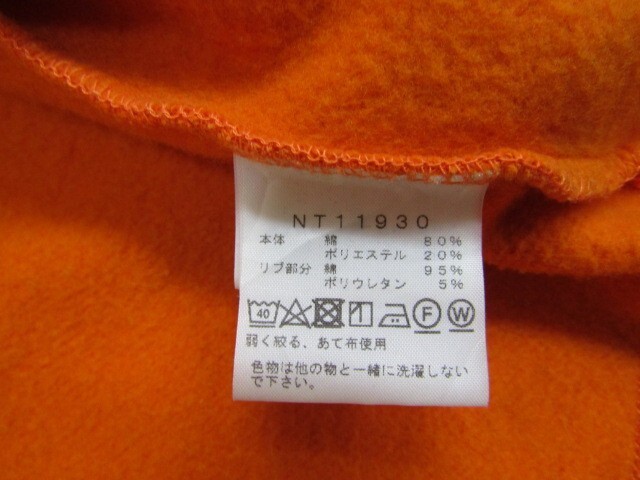 NT11930
本体 綿 80%
ポリエステル 20%
リブ部分 綿 95%
ポリウレタン 5%
40 F W
弱く絞る、あて布使用
色物は他の物と一緒に洗濯しない
で下さい。